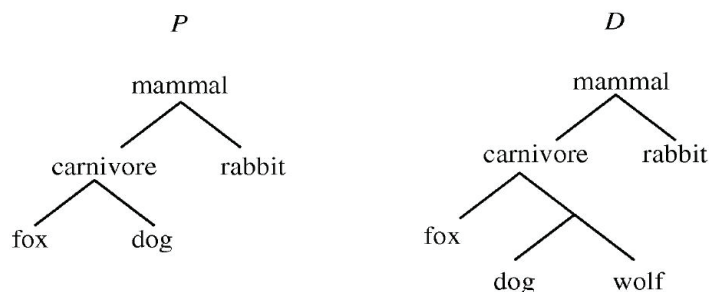 P
mammal
carnivore rabbit
fox dog
D
mammal
carnivore rabbit
fox
dog wolf